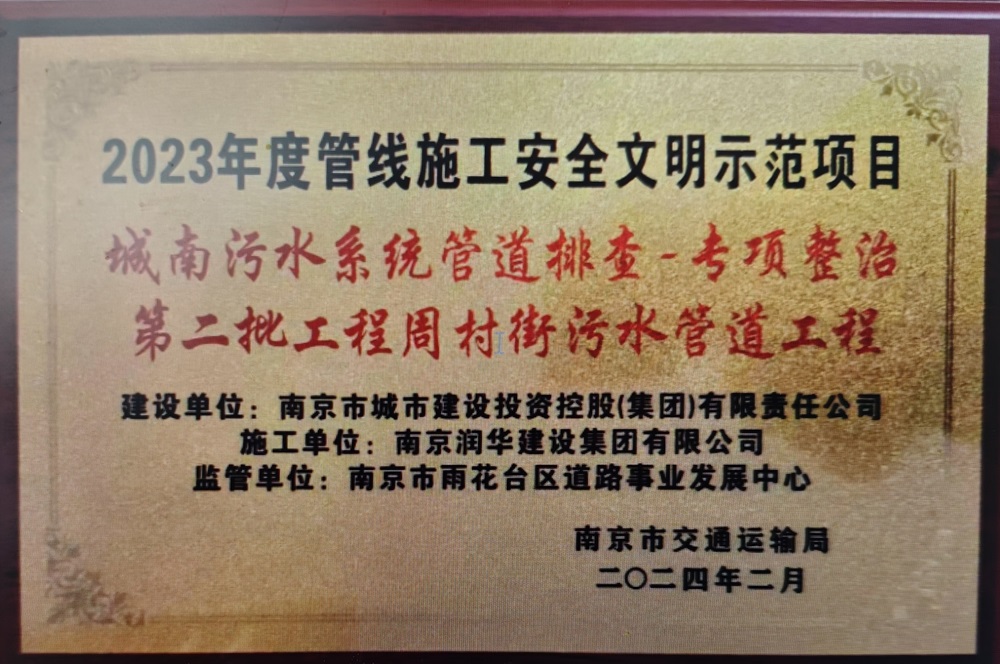 2023年度管线施工安全文明示范项目
城南污水系统管道排查-专项整治
第二批工程周村街污水管道工程
建设单位：南京市城市建设投资控股(集团)有限责任公司
施工单位：南京润华建设集团有限公司
监管单位：南京市雨花台区道路事业发展中心
南京市交通运输局
二〇二四年二月